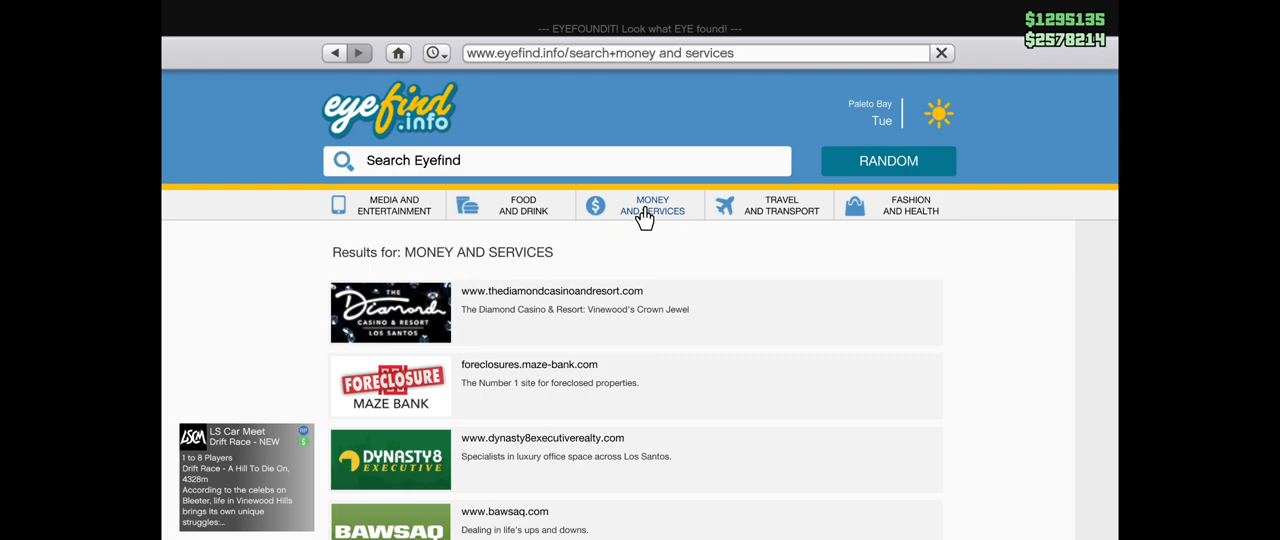 --- EYEFOUNDIT! Look what EYE found! ---
$1295135
$2578214
www.eyefind.info/search+money and services
eyefind
.info
Paleto Bay
Tue
Search Eyefind
RANDOM
MEDIA AND
ENTERTAINMENT
FOOD
AND DRINK
MONEY
AND SERVICES
TRAVEL
AND TRANSPORT
FASHION
AND HEALTH
Results for: MONEY AND SERVICES
THE
Diamond
CASINO & RESORT
LOS SANTOS
www.thediamondcasinoandresort.com
The Diamond Casino & Resort: Vinewood's Crown Jewel
FORECLOSURE
MAZE BANK
foreclosures.maze-bank.com
The Number 1 site for foreclosed properties.
DYNASTY8
EXECUTIVE
www.dynasty8executiverealty.com
Specialists in luxury office space across Los Santos.
BAWSAQ
www.bawsaq.com
Dealing in life's ups and downs.
LSCM
LS Car Meet
Drift Race - NEW
RP
$
1 to 8 Players
Drift Race - A Hill To Die On,
4328m
According to the celebs on
Bleeter, life in Vinewood Hills
brings its own unique
struggles:...